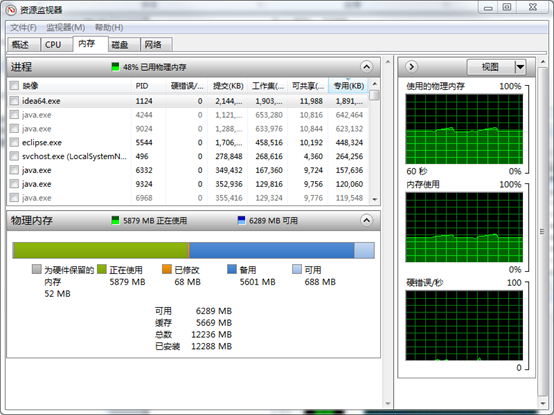 资源监视器
文件(F) 监视器(M) 帮助(H)
概述 CPU 内存 磁盘 网络
进程 48% 已用物理内存
映像 PID 硬错误/... 提交(KB) 工作集(... 可共享(... 专用(KB)
idea64.exe 1124 0 2,144,... 1,903,... 11,988 1,891,...
java.exe 4244 0 1,121,... 653,280 10,816 642,464
java.exe 9024 0 1,288,... 633,976 10,844 623,132
eclipse.exe 5544 0 1,706,... 458,516 10,192 448,324
svchost.exe (LocalSystemN... 496 0 278,848 268,616 4,360 264,256
java.exe 6332 0 349,432 167,360 9,724 157,636
java.exe 9324 0 352,936 129,816 9,756 120,060
java.exe 6968 0 355,416 129,324 9,776 119,548
物理内存 5879 MB 正在使用 6289 MB 可用
为硬件保留的内存 52 MB
正在使用 5879 MB
已修改 68 MB
备用 5601 MB
可用 688 MB
可用 6289 MB
缓存 5669 MB
总数 12236 MB
已安装 12288 MB
视图
使用的物理内存 100%
60 秒 0%
内存使用 100%
0%
硬错误/秒 100
0